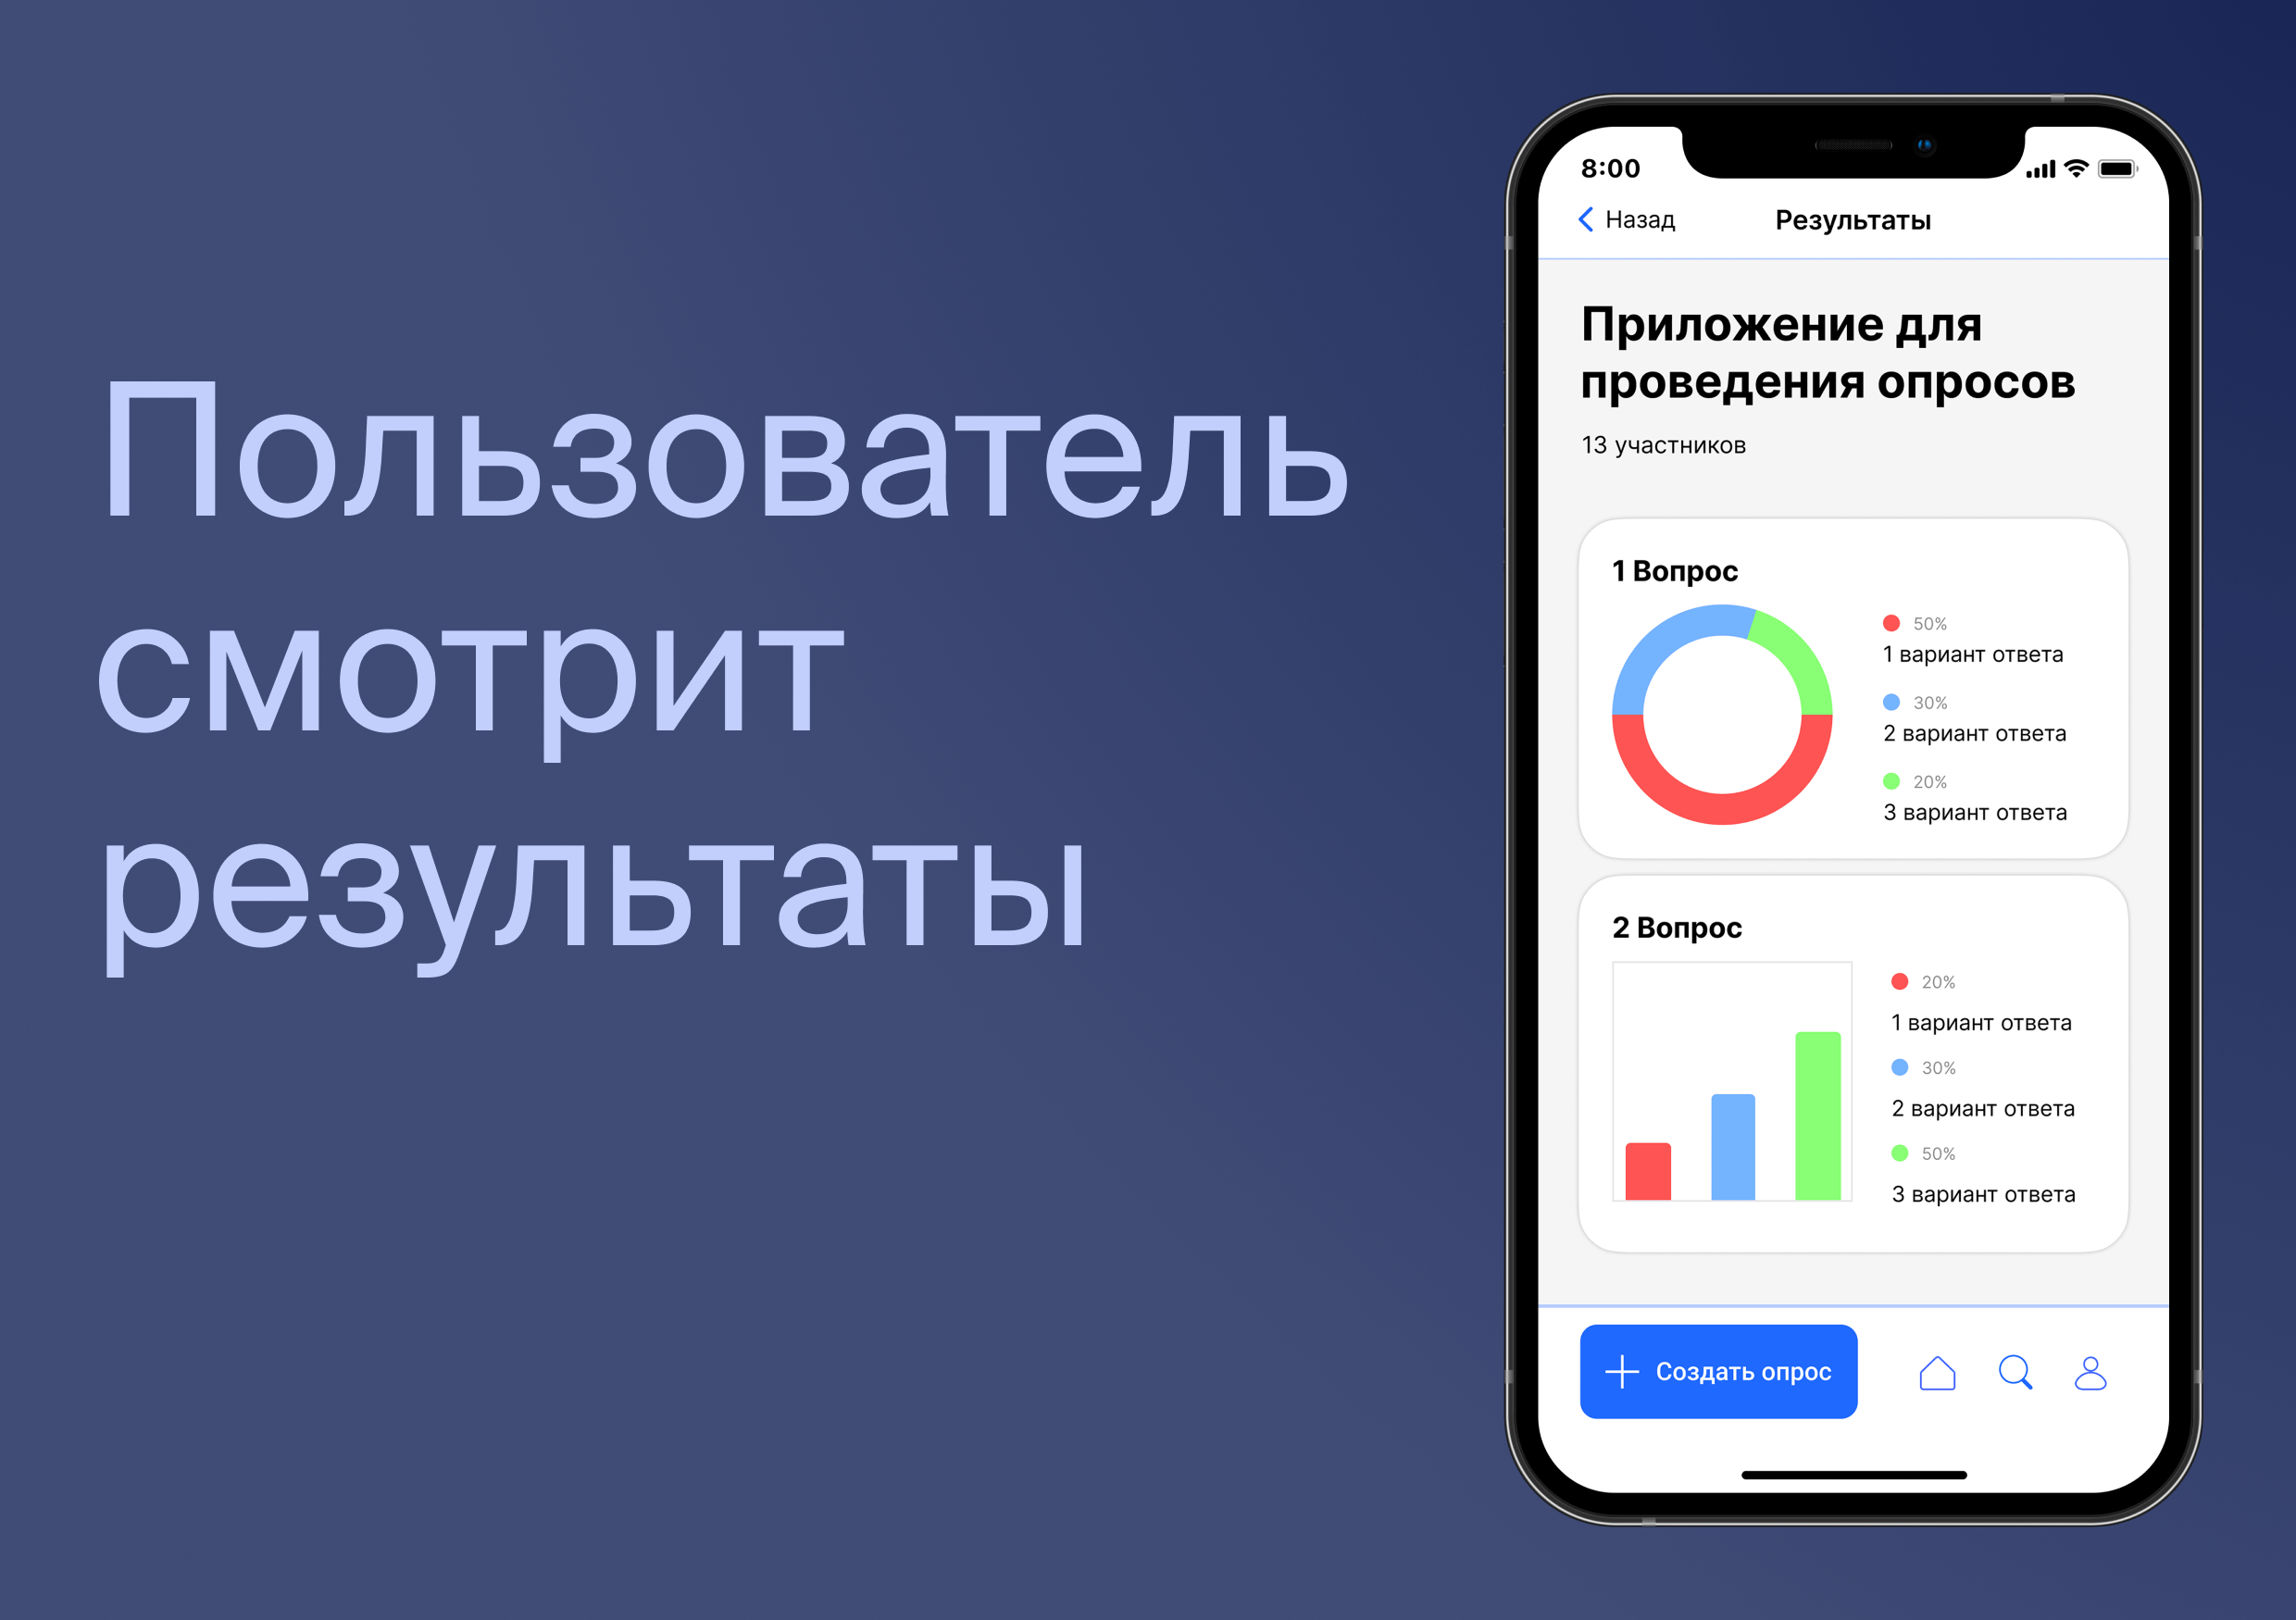 Пользователь
смотрит
результаты
8:00
Назад
Результаты
Приложение для
проведения опросов
13 участников
1 Вопрос
50%
1 вариант ответа
30%
2 вариант ответа
20%
3 вариант ответа
2 Вопрос
20%
1 вариант ответа
30%
2 вариант ответа
50%
3 вариант ответа
Создать опрос